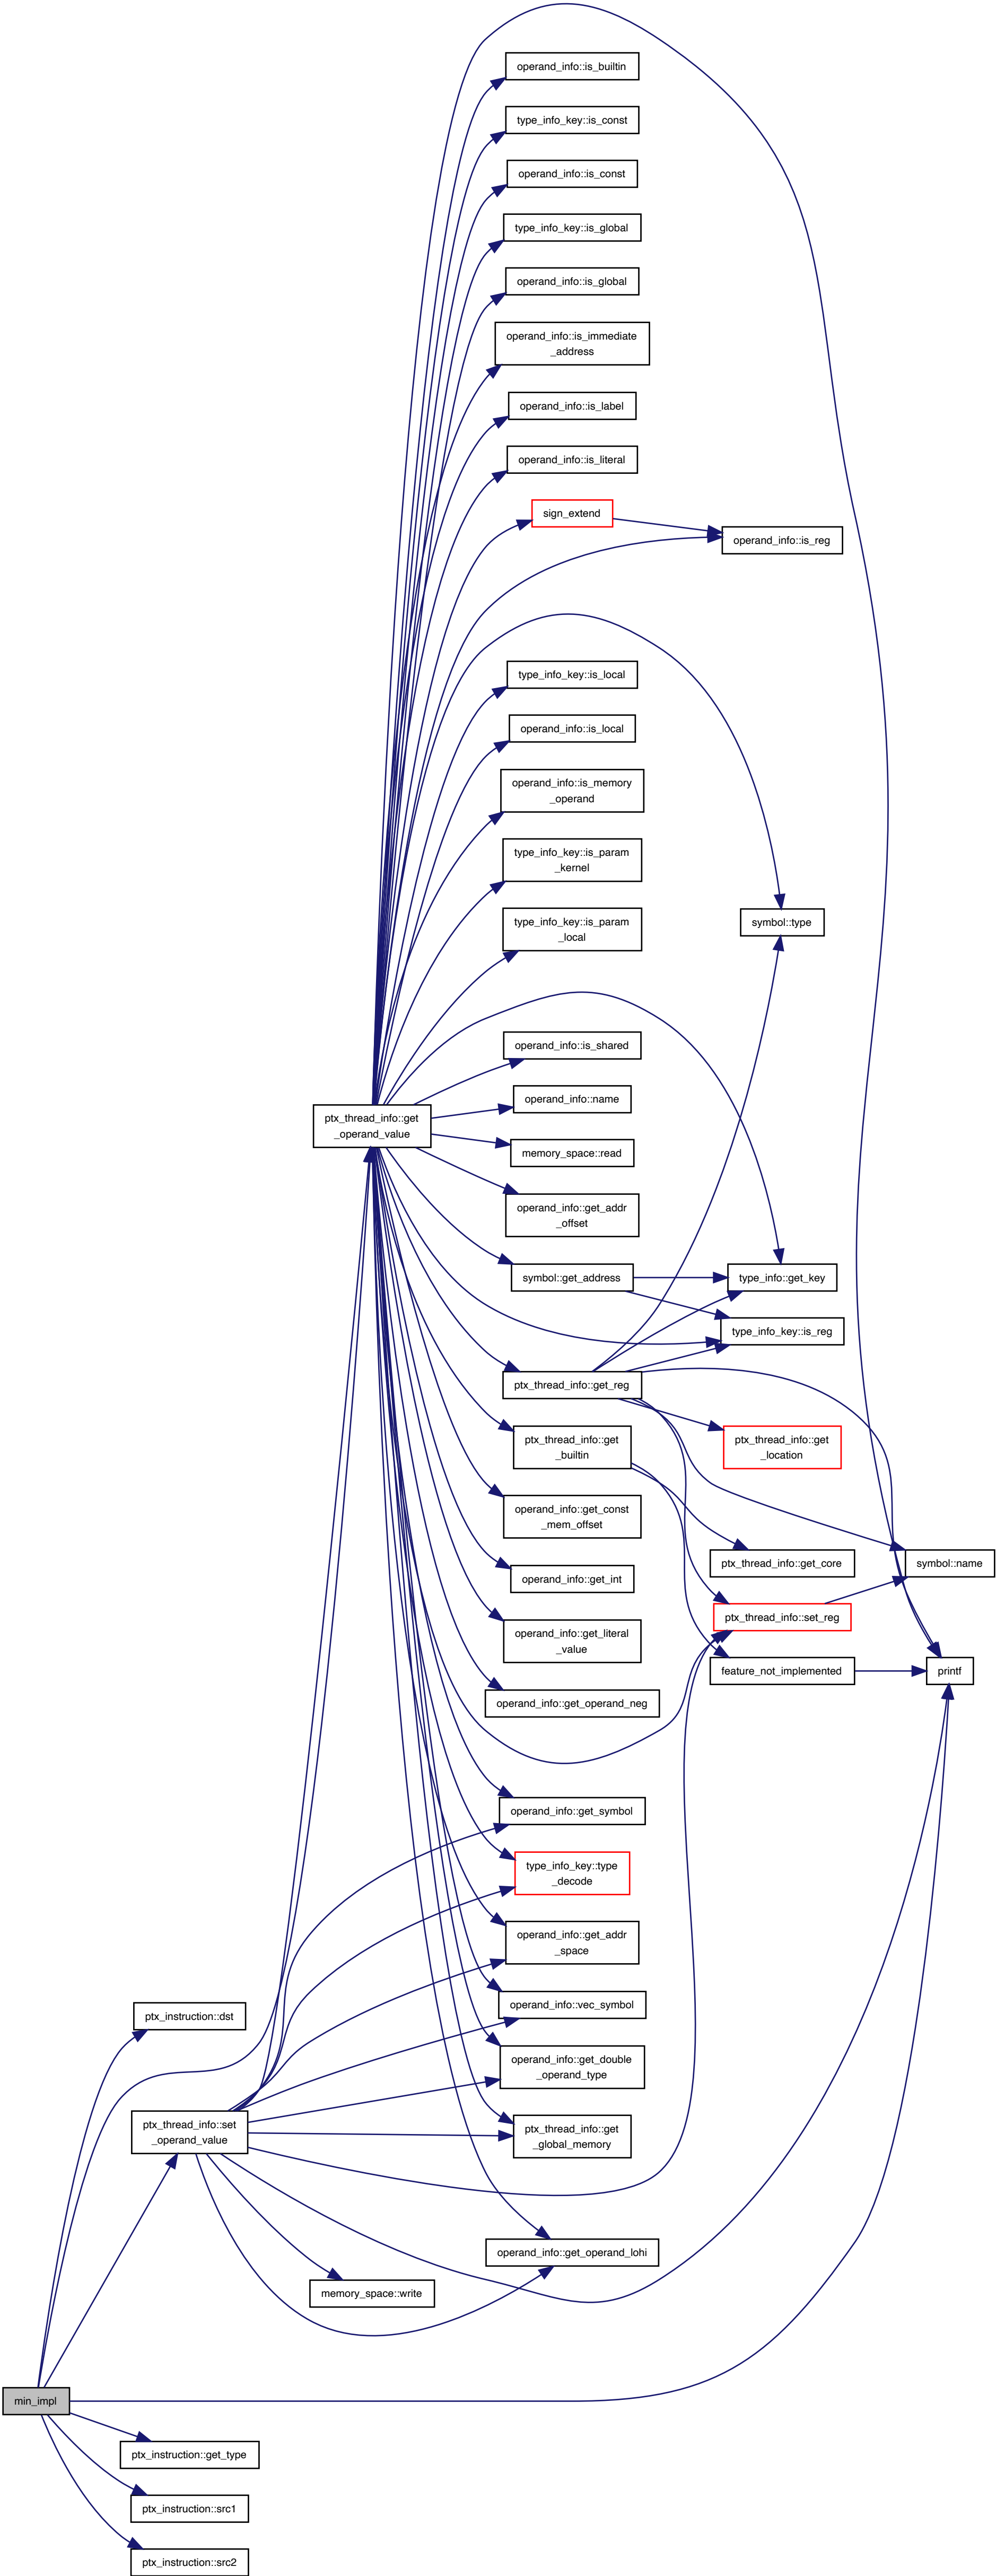 operand_info::is_builtin
type_info_key::is_const
operand_info::is_const
type_info_key::is_global
operand_info::is_global
operand_info::is_immediate
_address
operand_info::is_label
operand_info::is_literal
sign_extend
operand_info::is_reg
type_info_key::is_local
operand_info::is_local
operand_info::is_memory
_operand
type_info_key::is_param
_kernel
type_info_key::is_param
_local
symbol::type
operand_info::is_shared
operand_info::name
ptx_thread_info::get
_operand_value
memory_space::read
operand_info::get_addr
_offset
symbol::get_address
type_info::get_key
type_info_key::is_reg
ptx_thread_info::get_reg
ptx_thread_info::get
_builtin
ptx_thread_info::get
_location
operand_info::get_const
_mem_offset
ptx_thread_info::get_core
symbol::name
operand_info::get_int
ptx_thread_info::set_reg
operand_info::get_literal
_value
feature_not_implemented
printf
operand_info::get_operand_neg
operand_info::get_symbol
type_info_key::type
_decode
operand_info::get_addr
_space
ptx_instruction::dst
operand_info::vec_symbol
operand_info::get_double
_operand_type
ptx_thread_info::set
_operand_value
ptx_thread_info::get
_global_memory
operand_info::get_operand_lohi
memory_space::write
min_impl
ptx_instruction::get_type
ptx_instruction::src1
ptx_instruction::src2